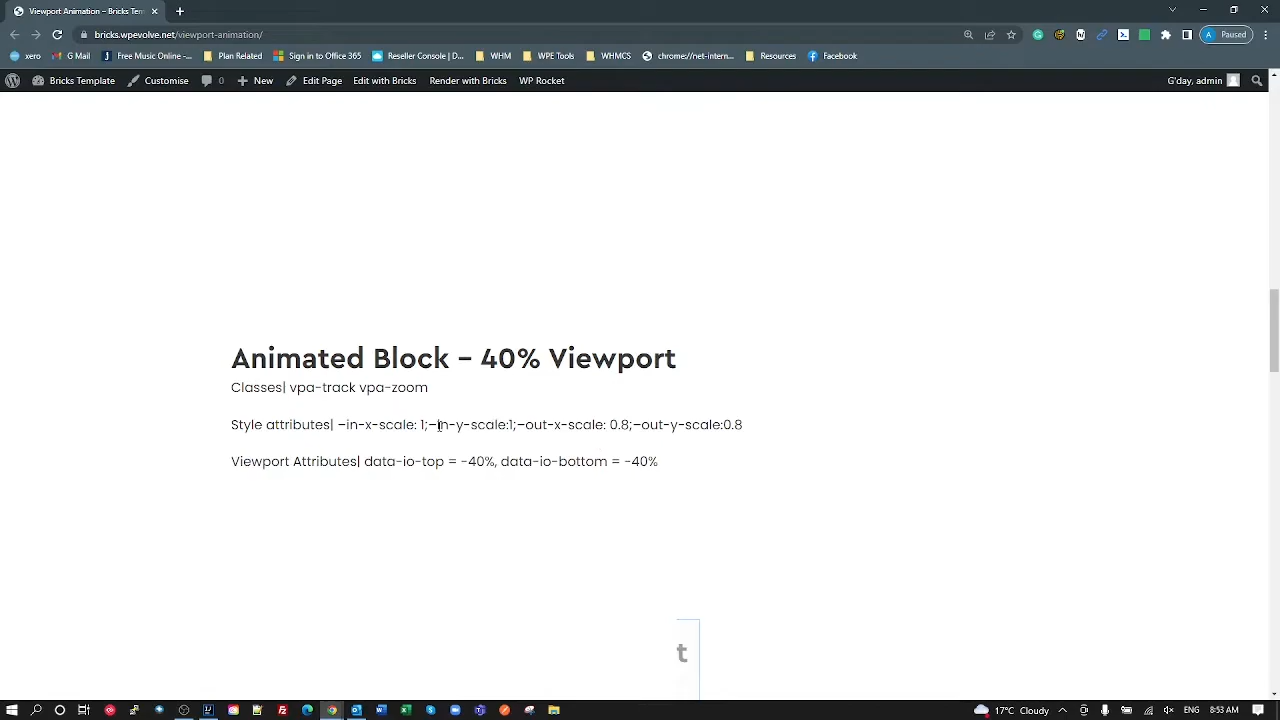 Viewport Animation – Bricks Tem
bricks.wpevolve.net/viewport-animation/
Paused
xero
G Mail
Free Music Online -...
Plan Related
Sign in to Office 365
Reseller Console | D...
WHM
WPE Tools
WHMCS
chrome://net-intern...
Resources
Facebook
Bricks Template
Customise
0
New
Edit Page
Edit with Bricks
Render with Bricks
WP Rocket
G'day, admin
Animated Block – 40% Viewport
Classes| vpa-track vpa-zoom
Style attributes| –in-x-scale: 1;–in-y-scale:1;–out-x-scale: 0.8;–out-y-scale:0.8
Viewport Attributes| data-io-top = -40%, data-io-bottom = -40%
t
17°C Cloudy
ENG
8:53 AM